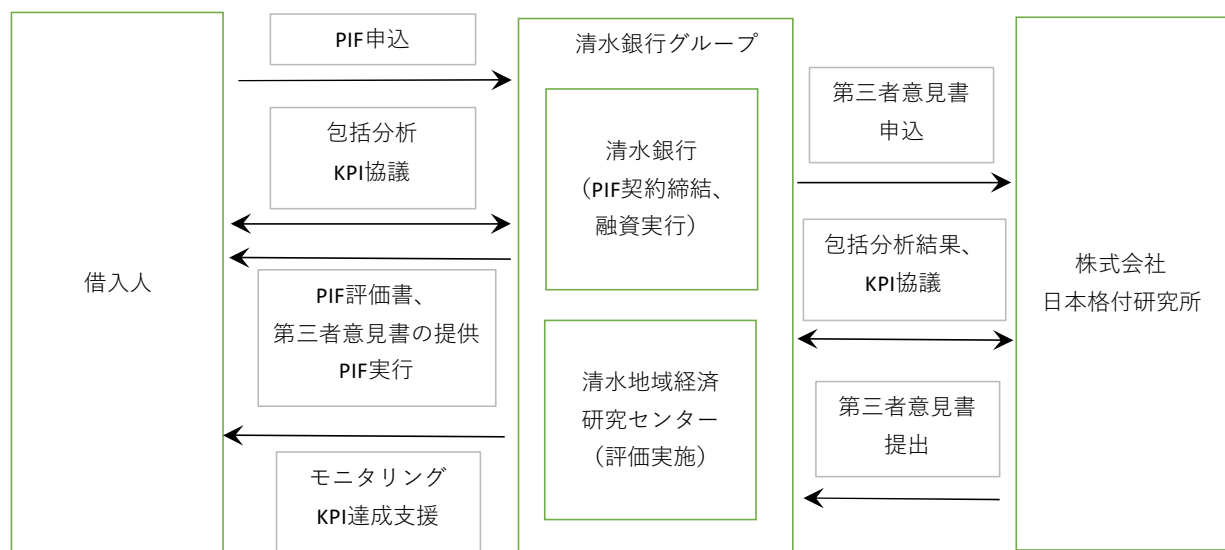 借入人
PIF申込
包括分析
KPI協議
PIF評価書、
第三者意見書の提供
PIF実行
モニタリング
KPI達成支援
清水銀行グループ
清水銀行
（PIF契約締結、
融資実行）
清水地域経済
研究センター
（評価実施）
第三者意見書
申込
包括分析結果、
KPI協議
第三者意見書
提出
株式会社
日本格付研究所